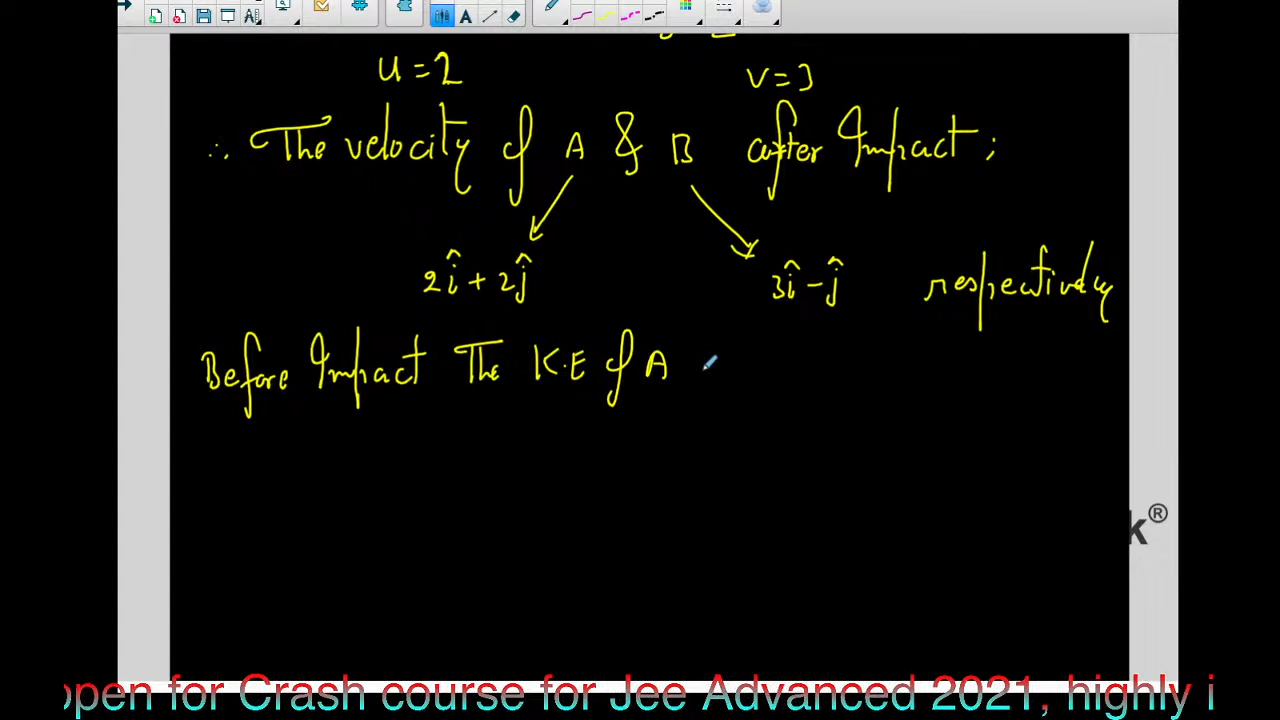 u = 2 v = 3
∴ The velocity of A & B after Impact ;
2î + 2ĵ 3î - ĵ respectively
Before Impact The K.E of A
k®
open for Crash course for Jee Advanced 2021, highly i